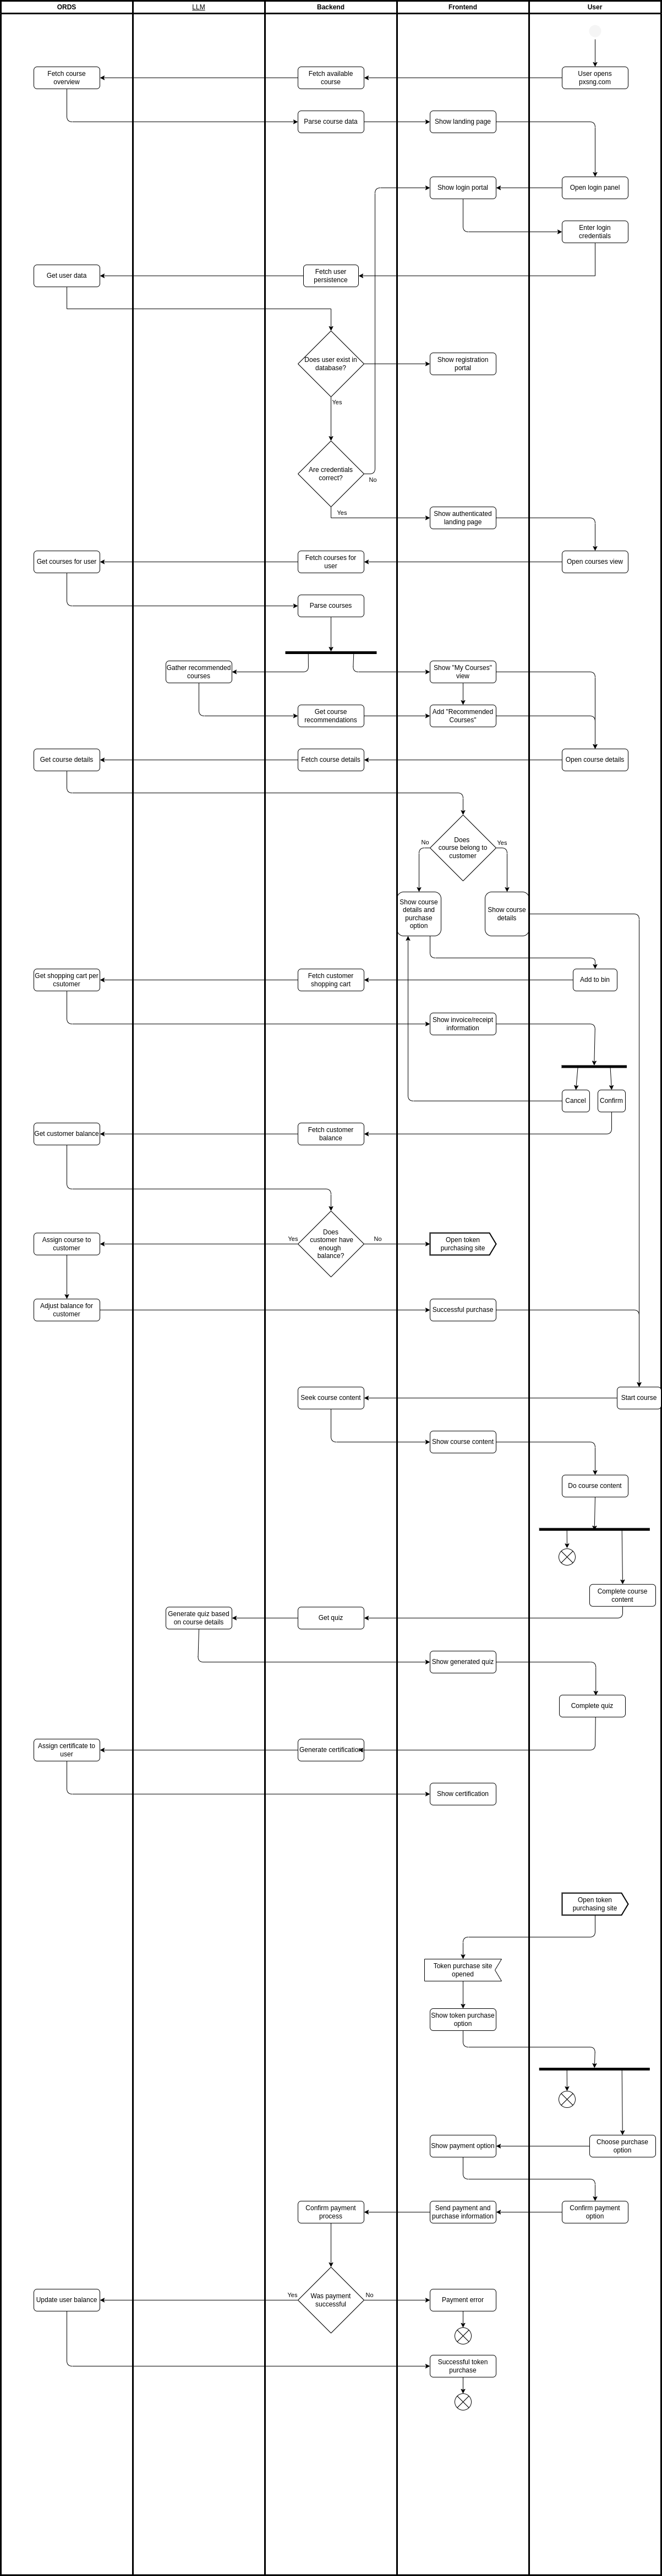 ORDS
LLM
Backend
Frontend
User
Fetch course
overview
Fetch available
course
User opens
pxsng.com
Parse course data
Show landing page
Show login portal
Open login panel
Enter login
credentials
Get user data
Fetch user
persistence
Does user exist in
database?
Show registration
portal
Yes
Are credentials
correct?
No
Yes
Show authenticated
landing page
Get courses for user
Fetch courses for
user
Open courses view
Parse courses
Gather recommended
courses
Show "My Courses"
view
Get course
recommendations
Add "Recommended
Courses"
Get course details
Fetch course details
Open course details
No
Does
course belong to
customer
Yes
Show course
details and
purchase
option
Show course
details
Get shopping cart per
csutomer
Fetch customer
shopping cart
Add to bin
Show invoice/receipt
information
Cancel
Confirm
Get customer balance
Fetch customer
balance
Assign course to
customer
Yes
Does
customer have
enough
balance?
No
Open token
purchasing site
Adjust balance for
customer
Successful purchase
Seek course content
Start course
Show course content
Do course content
Complete course
content
Generate quiz based
on course details
Get quiz
Show generated quiz
Complete quiz
Assign certificate to
user
Generate certification
Show certification
Open token
purchasing site
Token purchase site
opened
Show token purchase
option
Show payment option
Choose purchase
option
Confirm payment
process
Send payment and
purchase information
Confirm payment
option
Update user balance
Yes
Was payment
successful
No
Payment error
Successful token
purchase